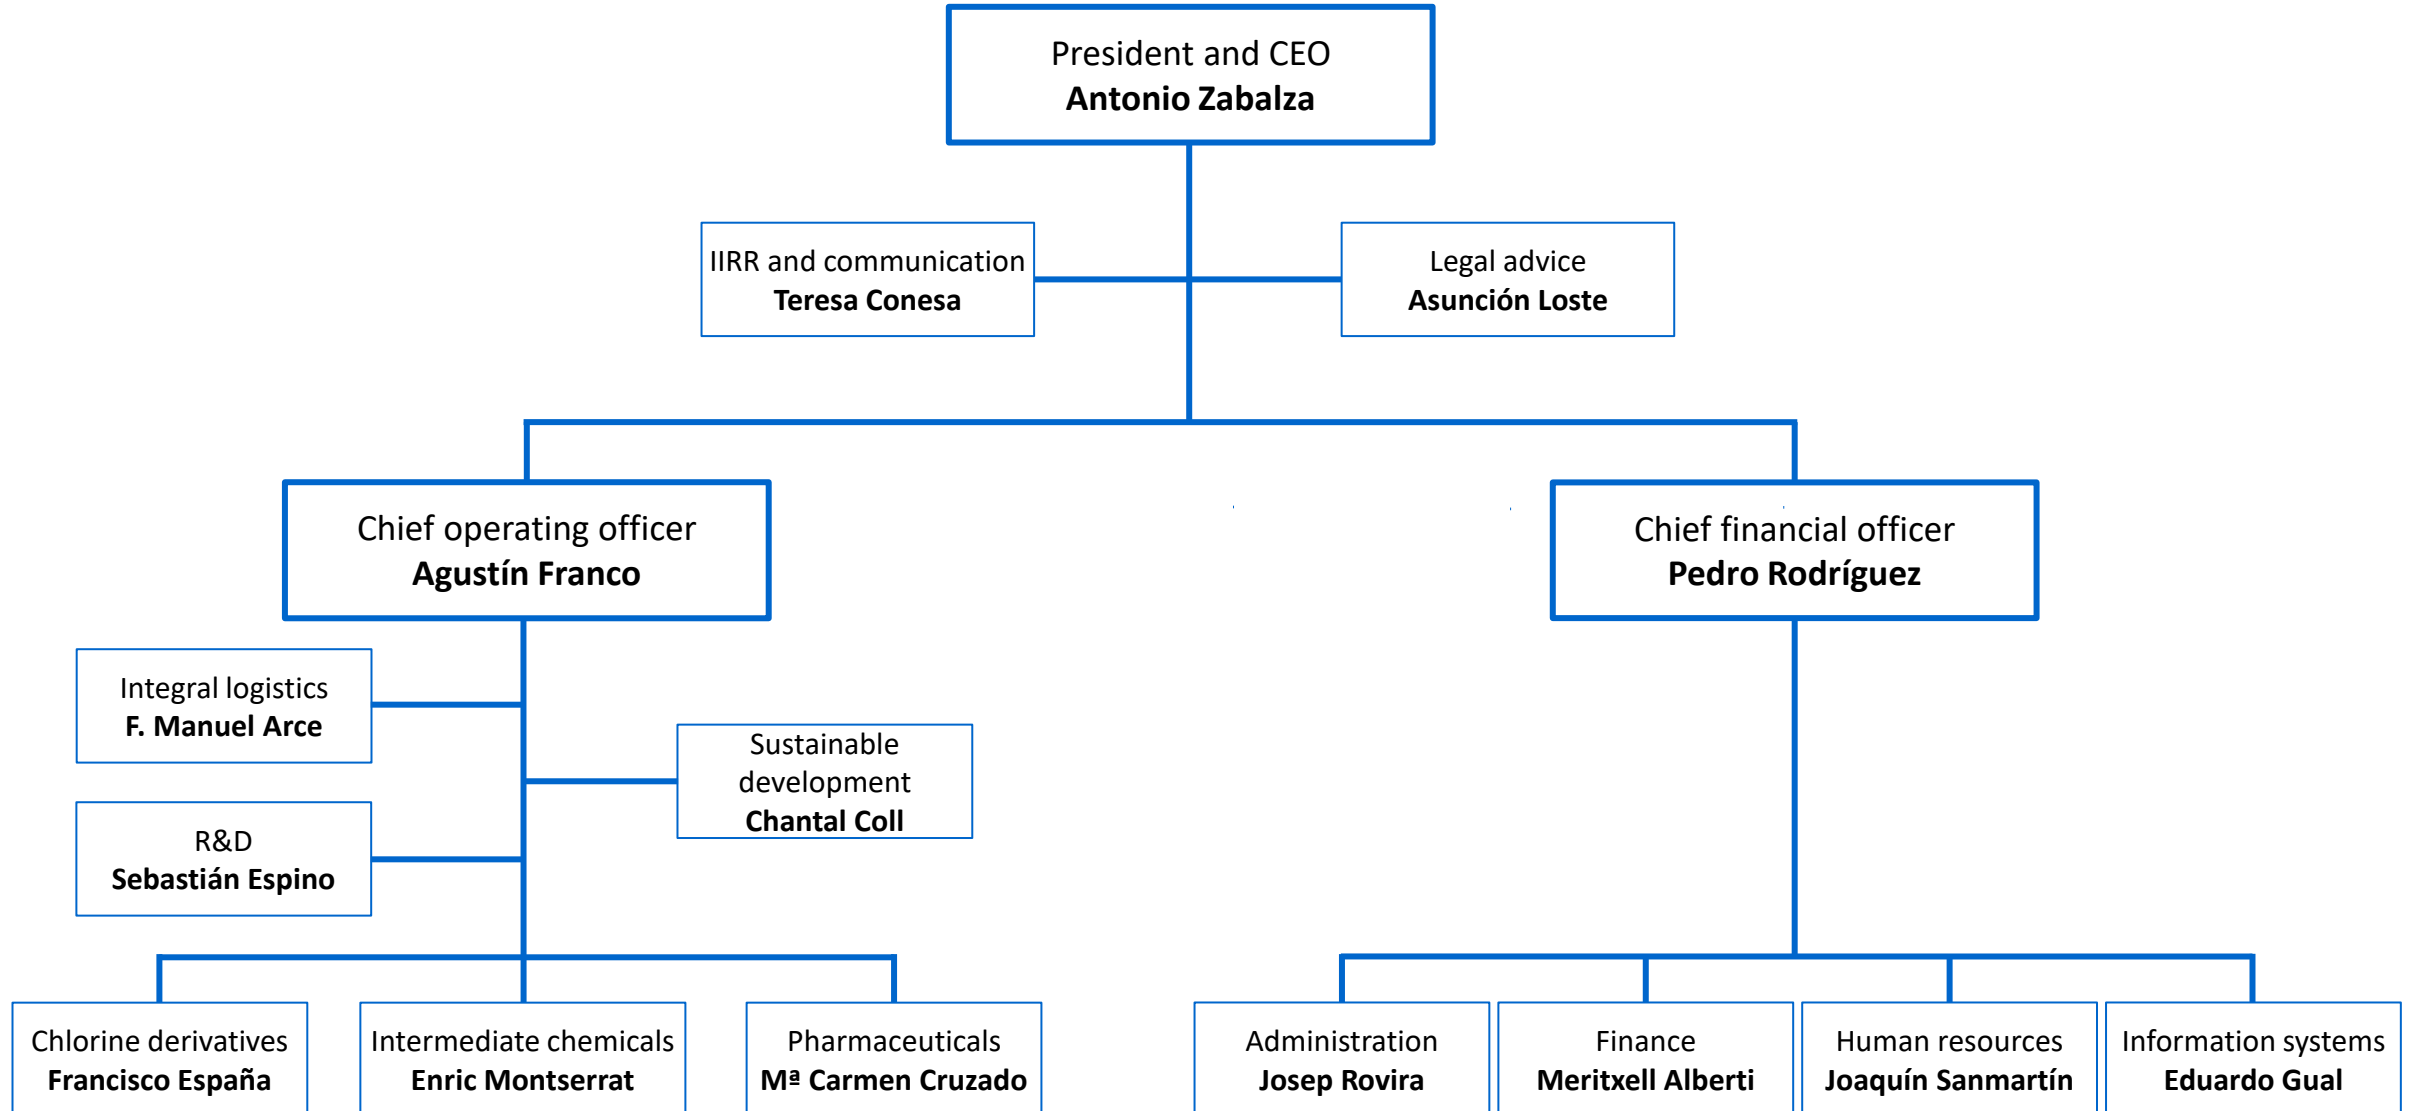 President and CEO
Antonio Zabalza
IIRR and communication
Teresa Conesa
Legal advice
Asunción Loste
Chief operating officer
Agustín Franco
Chief financial officer
Pedro Rodríguez
Integral logistics
F. Manuel Arce
Sustainable
development
Chantal Coll
R&D
Sebastián Espino
Chlorine derivatives
Francisco España
Intermediate chemicals
Enric Montserrat
Pharmaceuticals
Mª Carmen Cruzado
Administration
Josep Rovira
Finance
Meritxell Alberti
Human resources
Joaquín Sanmartín
Information systems
Eduardo Gual